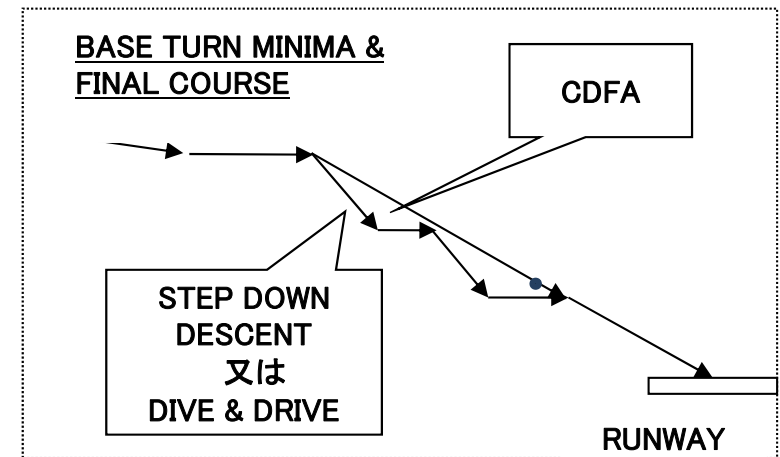 BASE TURN MINIMA &
FINAL COURSE
CDFA
STEP DOWN
DESCENT
又は
DIVE & DRIVE
RUNWAY